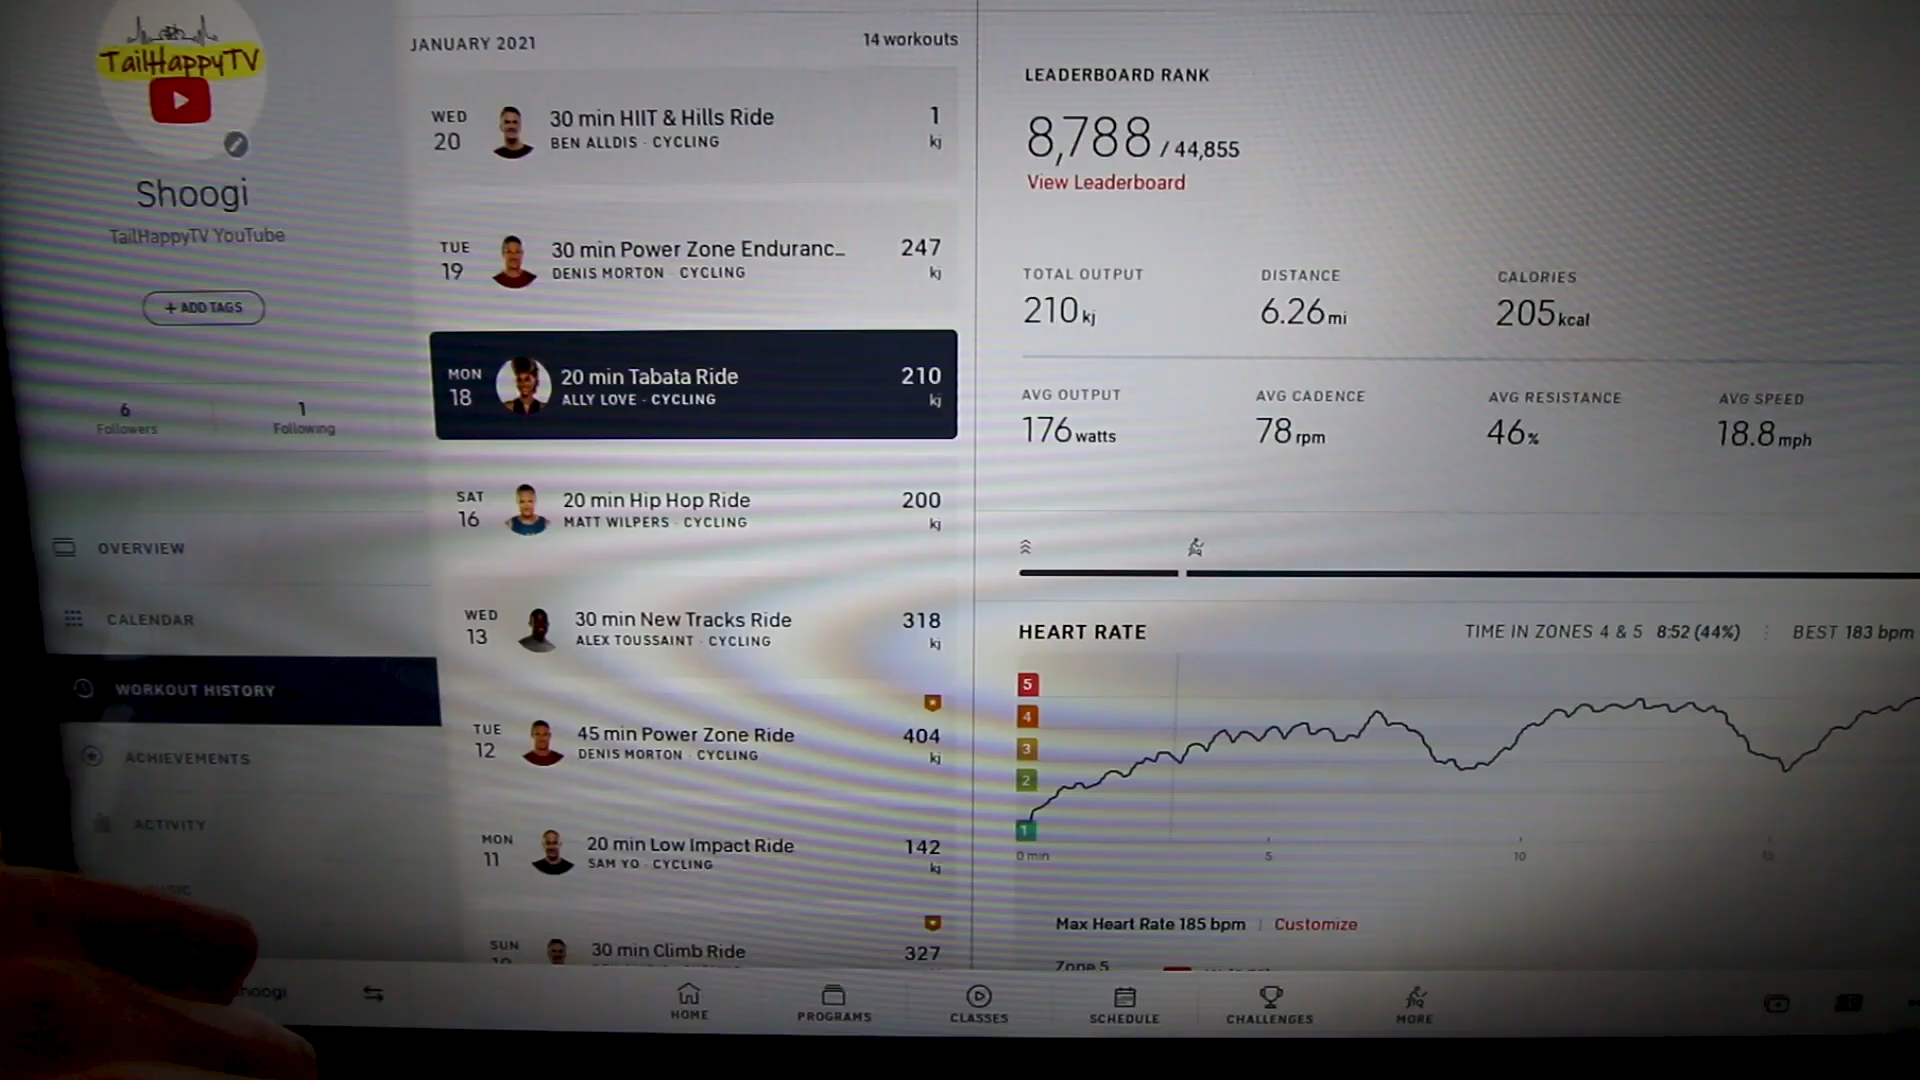 TailHappyTV
Shoogi
TailHappyTV YouTube
+ ADD TAGS
6
Followers
1
Following
OVERVIEW
CALENDAR
WORKOUT HISTORY
ACHIEVEMENTS
ACTIVITY
JANUARY 2021
14 workouts
WED
20
30 min HIIT & Hills Ride
BEN ALLDIS · CYCLING
1
kj
TUE
19
30 min Power Zone Enduranc...
DENIS MORTON · CYCLING
247
kj
MON
18
20 min Tabata Ride
ALLY LOVE · CYCLING
210
kj
SAT
16
20 min Hip Hop Ride
MATT WILPERS · CYCLING
200
kj
WED
13
30 min New Tracks Ride
ALEX TOUSSAINT · CYCLING
318
kj
TUE
12
45 min Power Zone Ride
DENIS MORTON · CYCLING
404
kj
MON
11
20 min Low Impact Ride
SAM YO · CYCLING
142
kj
SUN
30 min Climb Ride
327
LEADERBOARD RANK
8,788 / 44,855
View Leaderboard
TOTAL OUTPUT
210 kj
DISTANCE
6.26 mi
CALORIES
205 kcal
AVG OUTPUT
176 watts
AVG CADENCE
78 rpm
AVG RESISTANCE
46%
AVG SPEED
18.8 mph
HEART RATE
TIME IN ZONES 4 & 5 8:52 (44%)
BEST 183 bpm
5
4
3
2
1
0 min
5
10
15
Max Heart Rate 185 bpm
Customize
Zone 5
HOME
PROGRAMS
CLASSES
SCHEDULE
CHALLENGES
MORE